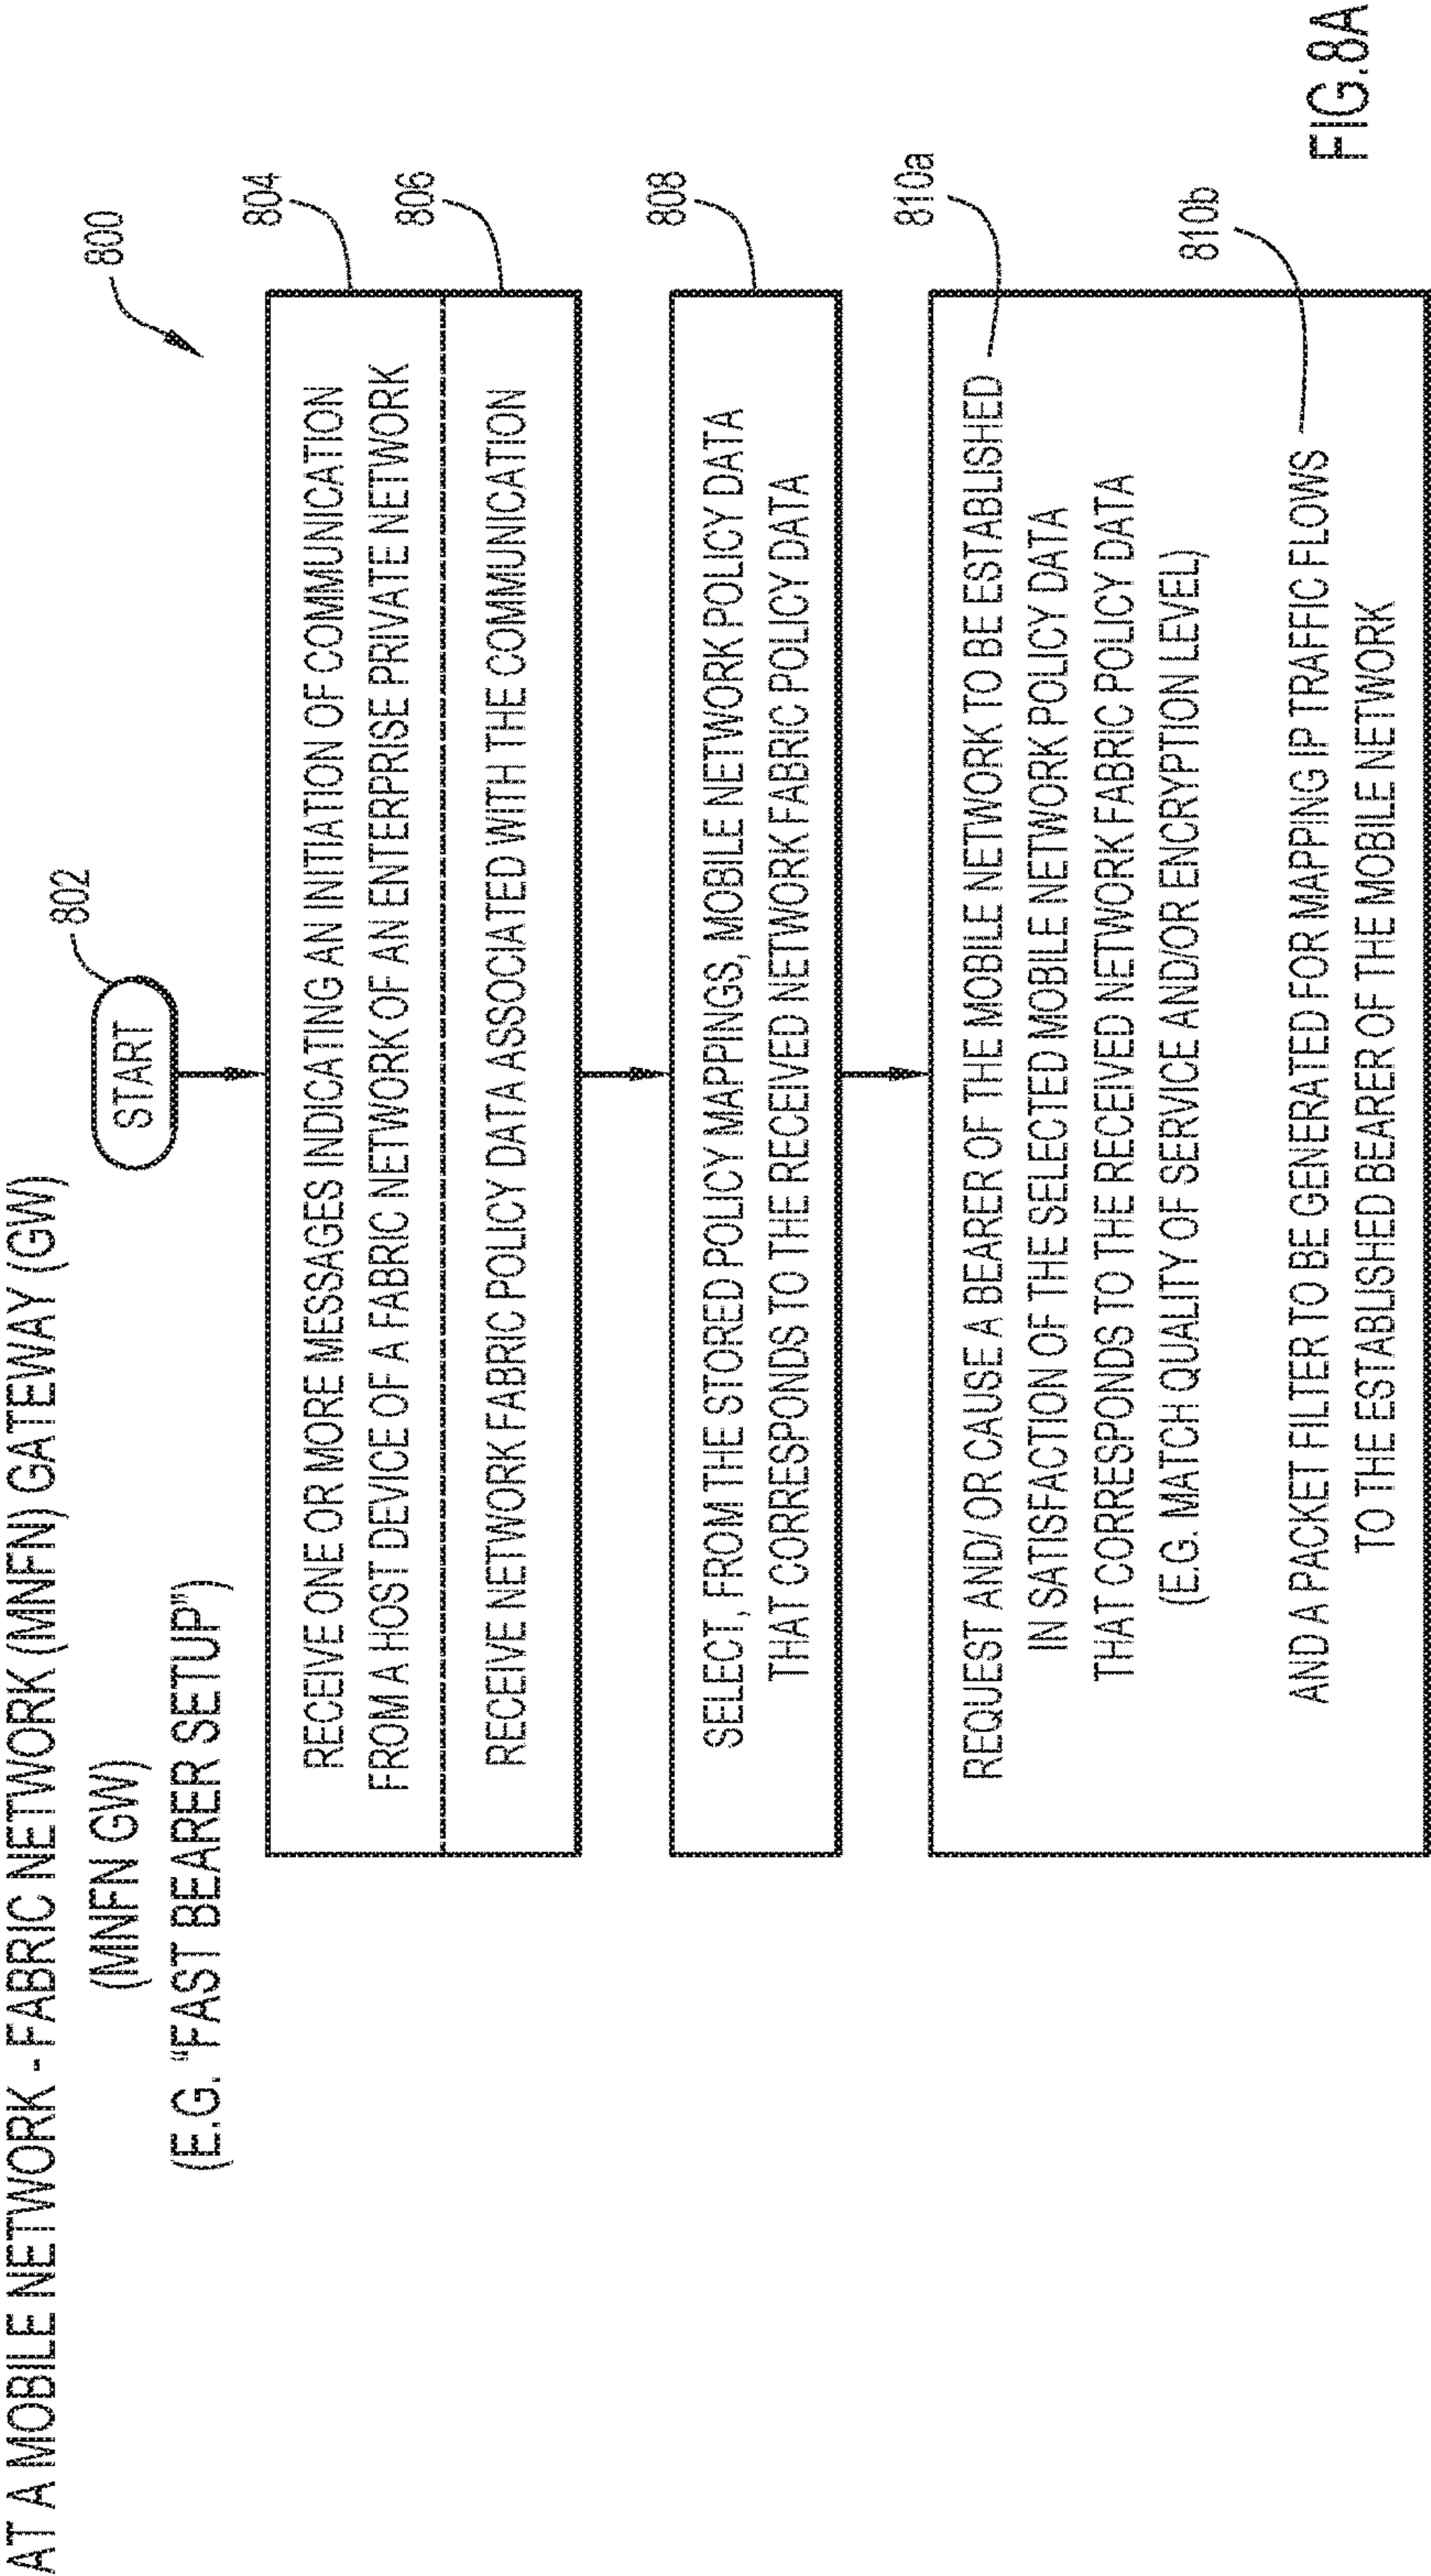 AT A MOBILE NETWORK - FABRIC NETWORK (MNFN) GATEWAY (GW)
(MNFN GW)
(E.G. "FAST BEARER SETUP")
800
802
START
804
RECEIVE ONE OR MORE MESSAGES INDICATING AN INITIATION OF COMMUNICATION
FROM A HOST DEVICE OF A FABRIC NETWORK OF AN ENTERPRISE PRIVATE NETWORK
806
RECEIVE NETWORK FABRIC POLICY DATA ASSOCIATED WITH THE COMMUNICATION
808
SELECT, FROM THE STORED POLICY MAPPINGS, MOBILE NETWORK POLICY DATA
THAT CORRESPONDS TO THE RECEIVED NETWORK FABRIC POLICY DATA
810a
REQUEST AND/ OR CAUSE A BEARER OF THE MOBILE NETWORK TO BE ESTABLISHED
IN SATISFACTION OF THE SELECTED MOBILE NETWORK POLICY DATA
THAT CORRESPONDS TO THE RECEIVED NETWORK FABRIC POLICY DATA
(E.G. MATCH QUALITY OF SERVICE AND/OR ENCRYPTION LEVEL)
810b
AND A PACKET FILTER TO BE GENERATED FOR MAPPING IP TRAFFIC FLOWS
TO THE ESTABLISHED BEARER OF THE MOBILE NETWORK
FIG.8A